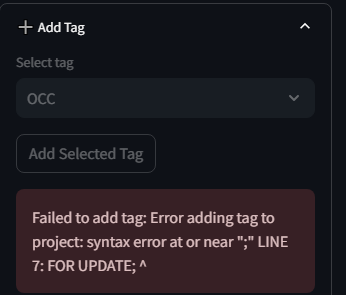 + Add Tag
Select tag
OCC
Add Selected Tag
Failed to add tag: Error adding tag to
project: syntax error at or near ";" LINE
7: FOR UPDATE; ^